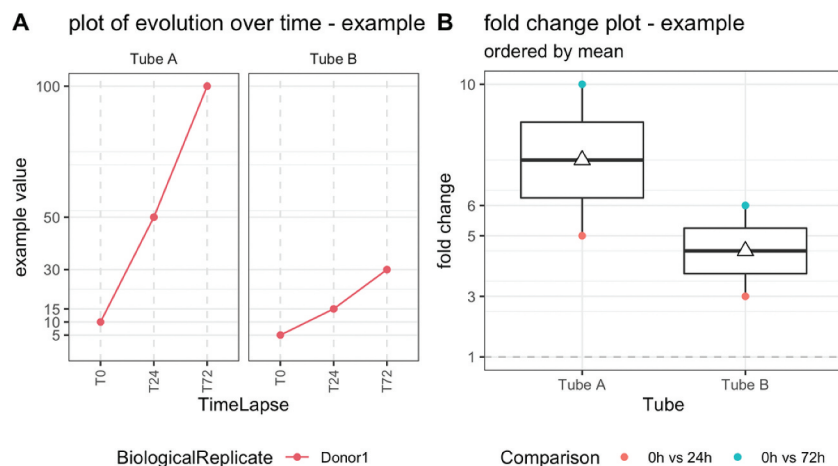 A plot of evolution over time - example
Tube A Tube B
100
50
30
15
10
5
example value
T0 T24 T72 T0 T24 T72
TimeLapse
BiologicalReplicate Donor1
B fold change plot - example
ordered by mean
10
6
5
3
1
fold change
Tube A Tube B
Tube
Comparison 0h vs 24h 0h vs 72h